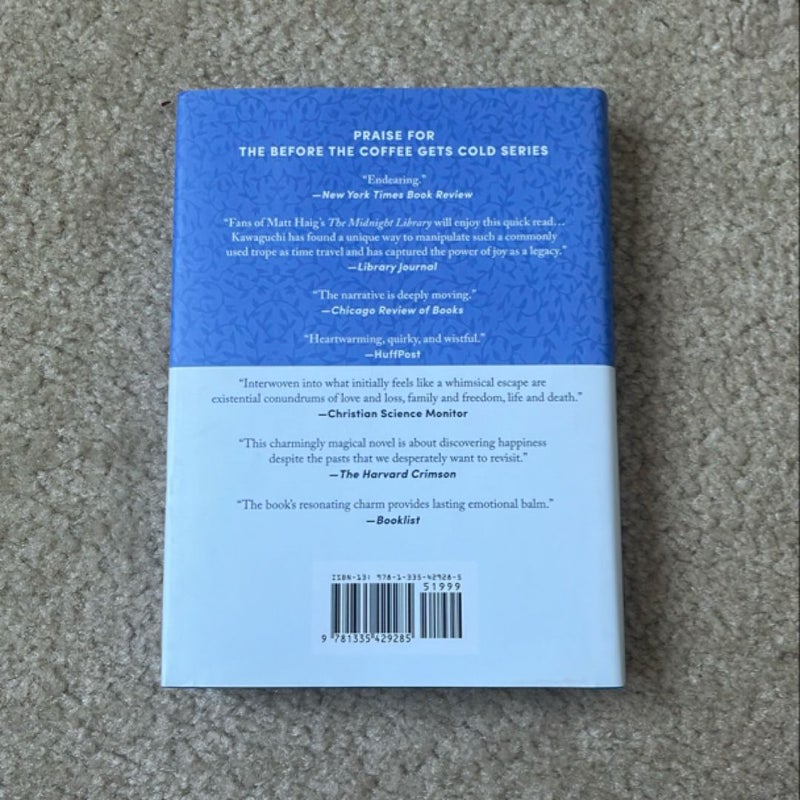 PRAISE FOR
THE BEFORE THE COFFEE GETS COLD SERIES
“Endearing.”
—New York Times Book Review
“Fans of Matt Haig’s The Midnight Library will enjoy this quick read…
Kawaguchi has found a unique way to manipulate such a commonly
used trope as time travel and has captured the power of joy as a legacy.”
—Library Journal
“The narrative is deeply moving.”
—Chicago Review of Books
“Heartwarming, quirky, and wistful.”
—HuffPost
“Interwoven into what initially feels like a whimsical escape are
existential conundrums of love and loss, family and freedom, life and death.”
—Christian Science Monitor
“This charmingly magical novel is about discovering happiness
despite the pasts that we desperately want to revisit.”
—The Harvard Crimson
“The book’s resonating charm provides lasting emotional balm.”
—Booklist
ISBN-13: 978-1-335-42928-5
51999
9 781335 429285